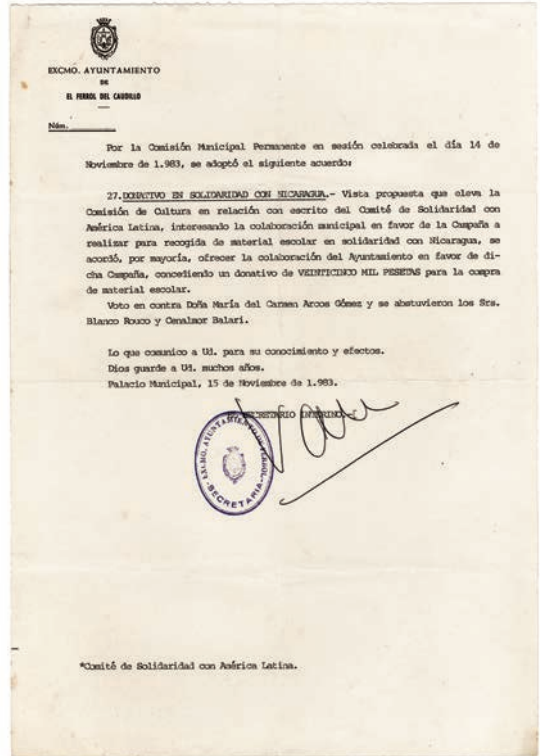 EXCMO. AYUNTAMIENTO
DE
EL FERROL DEL CAUDILLO
Núm.
Por la Comisión Municipal Permanente en sesión celebrada el día 14 de
Noviembre de 1.983, se adoptó el siguiente acuerdo:
27.DONATIVO EN SOLIDARIDAD CON NICARAGUA.- Vista propuesta que eleva la
Comisión de Cultura en relación con escrito del Comité de Solidaridad con
América Latina, interesando la colaboración municipal en favor de la Campaña a
realizar para recogida de material escolar en solidaridad con Nicaragua, se
acordó, por mayoría, ofrecer la colaboración del Ayuntamiento en favor de di-
cha Campaña, concediendo un donativo de VEINTICINCO MIL PESETAS para la compra
de material escolar.
Voto en contra Doña María del Carmen Arcos Gómez y se abstuvieron los Srs.
Blanco Rouco y Cenalmor Balari.
Lo que comunico a Ud. para su conocimiento y efectos.
Dios guarde a Ud. muchos años.
Palacio Municipal, 15 de Noviembre de 1.983.
SECRETARIO INTERINO
EXCMO. AYUNTAMIENTO DE FERROL
SECRETARIA
*Comité de Solidaridad con América Latina.